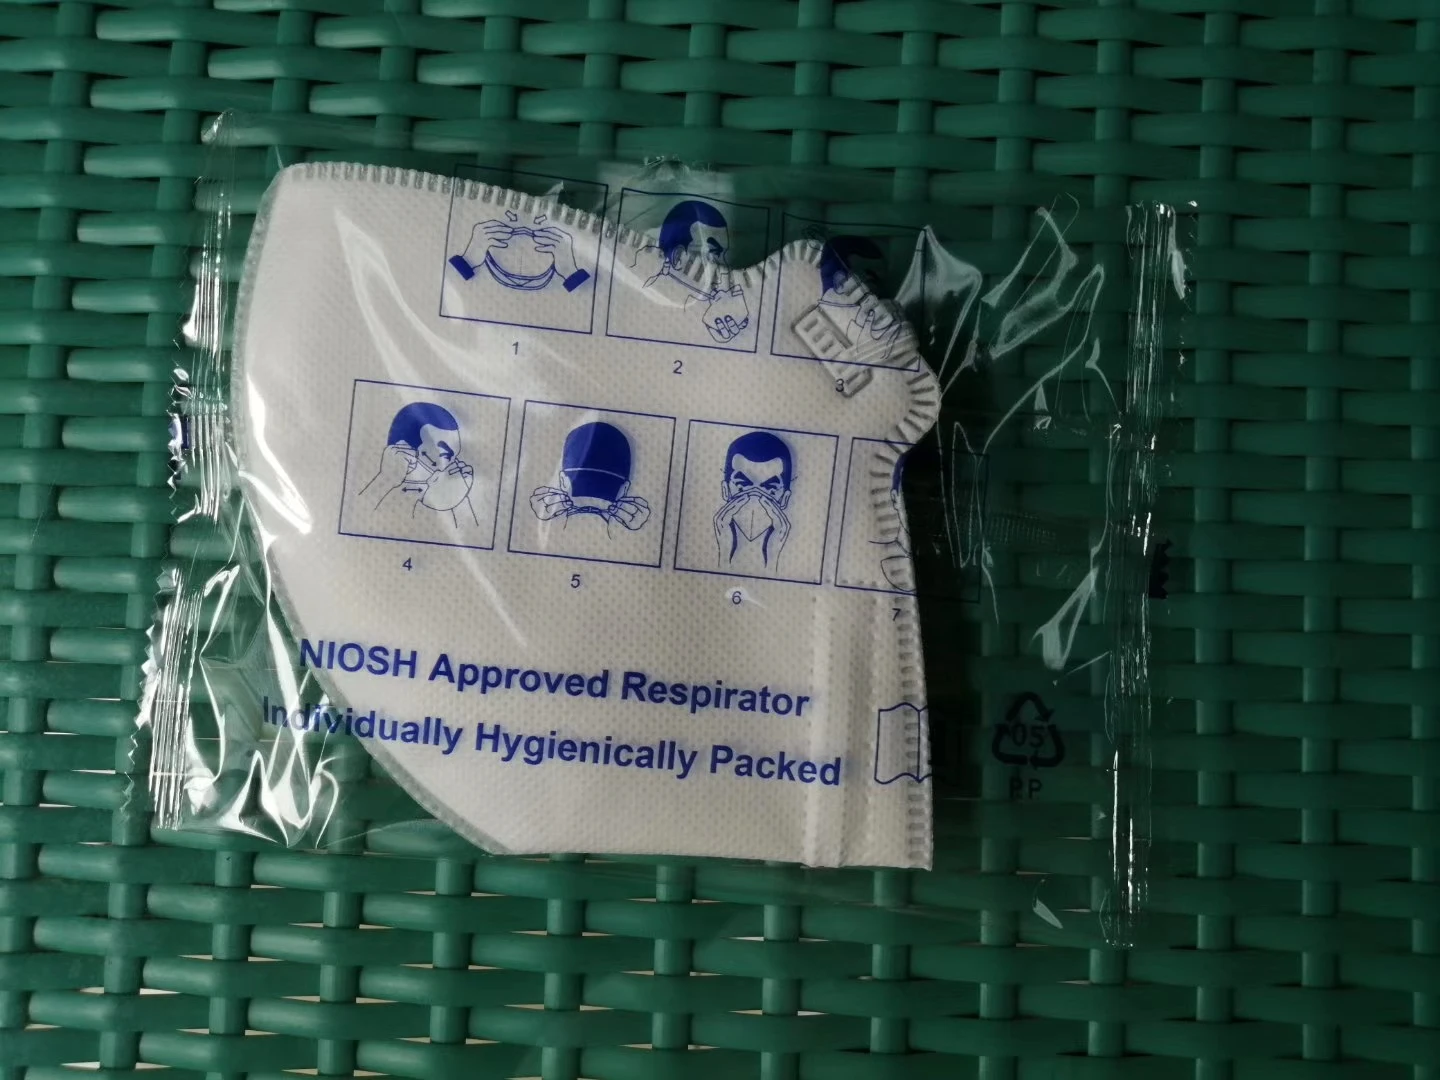 1
2
3
4
5
6
7
NIOSH Approved Respirator
Individually Hygienically Packed
05
PP